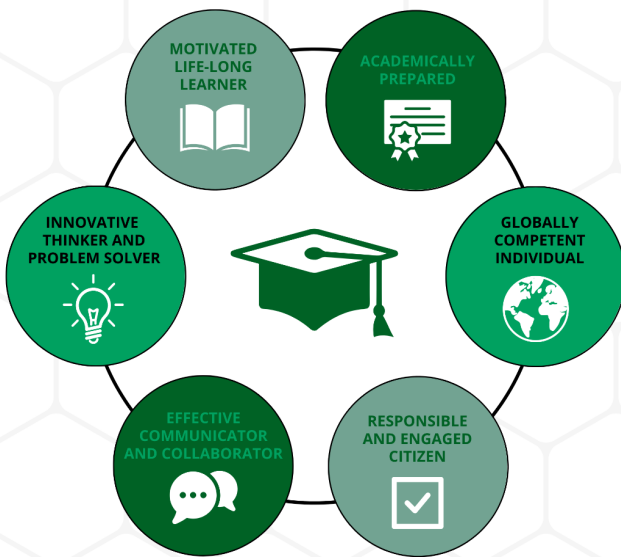 MOTIVATED
LIFE-LONG
LEARNER
ACADEMICALLY
PREPARED
INNOVATIVE
THINKER AND
PROBLEM SOLVER
GLOBALLY
COMPETENT
INDIVIDUAL
EFFECTIVE
COMMUNICATOR
AND COLLABORATOR
RESPONSIBLE
AND ENGAGED
CITIZEN